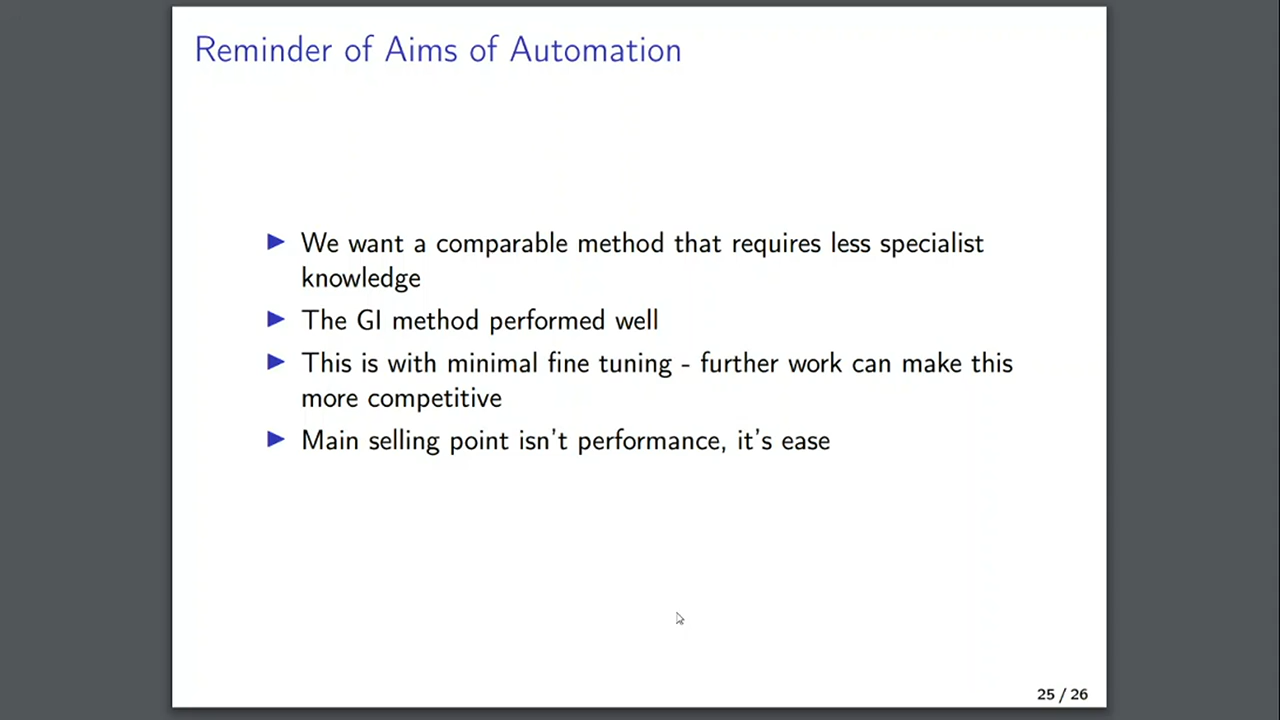 Reminder of Aims of Automation
We want a comparable method that requires less specialist
knowledge
The GI method performed well
This is with minimal fine tuning - further work can make this
more competitive
Main selling point isn't performance, it's ease
25 / 26